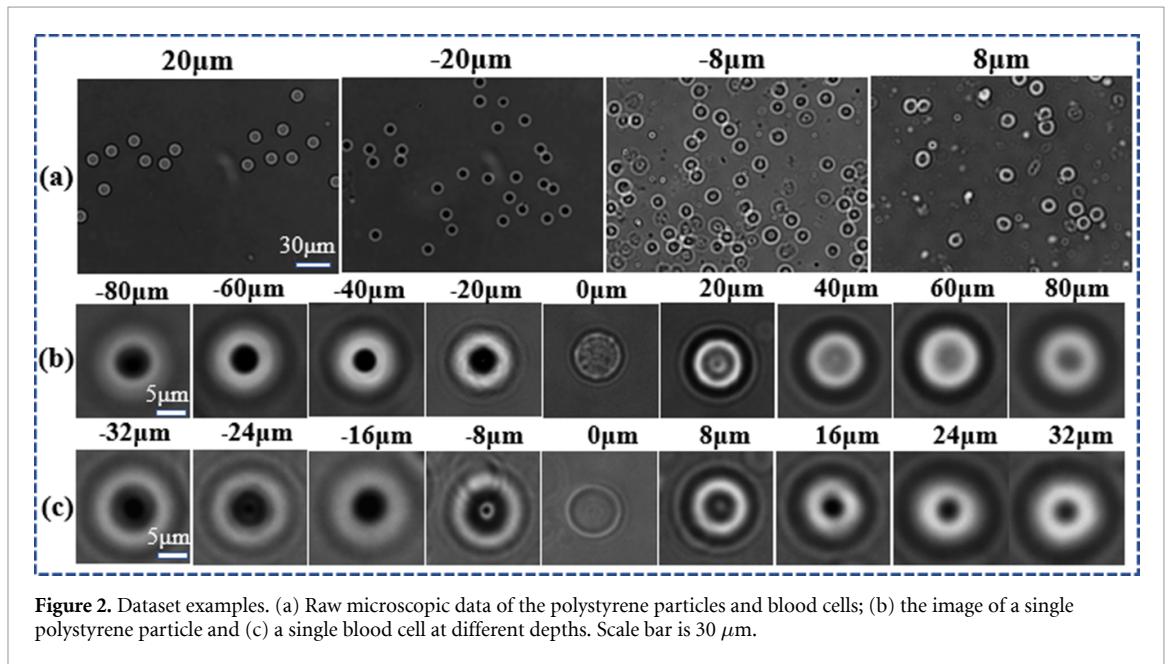 20μm -20μm -8μm 8μm
(a)
30μm
-80μm -60μm -40μm -20μm 0μm 20μm 40μm 60μm 80μm
(b)
5μm
-32μm -24μm -16μm -8μm 0μm 8μm 16μm 24μm 32μm
(c)
5μm
Figure 2. Dataset examples. (a) Raw microscopic data of the polystyrene particles and blood cells; (b) the image of a single
polystyrene particle and (c) a single blood cell at different depths. Scale bar is 30 μm.